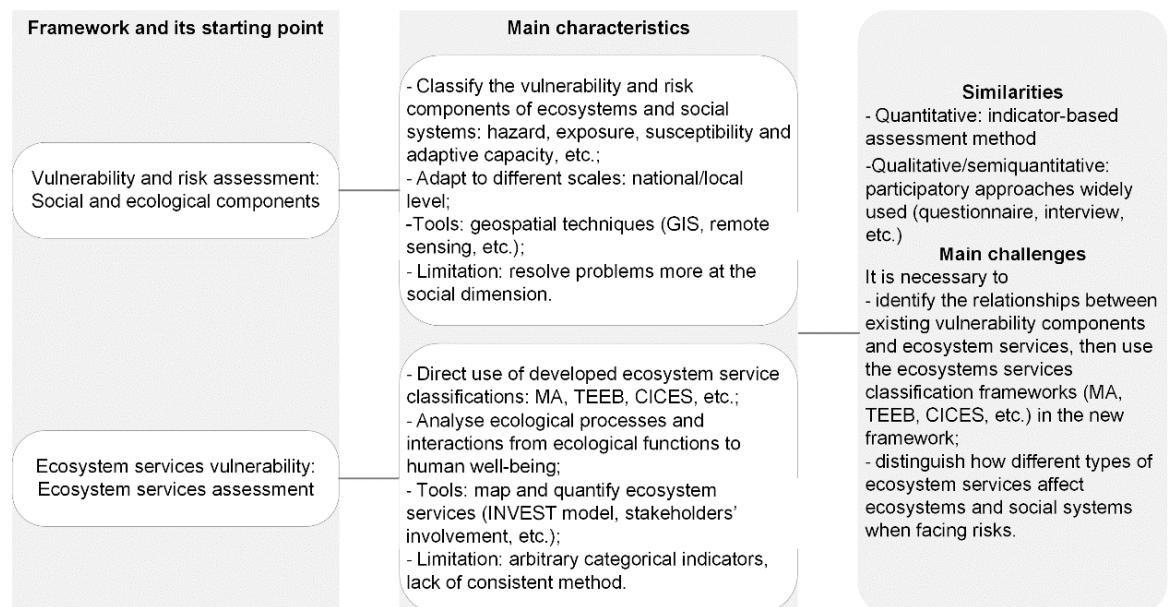 Framework and its starting point
Vulnerability and risk assessment:
Social and ecological components
Ecosystem services vulnerability:
Ecosystem services assessment
Main characteristics
- Classify the vulnerability and risk
components of ecosystems and social
systems: hazard, exposure, susceptibility and
adaptive capacity, etc.;
- Adapt to different scales: national/local
level;
-Tools: geospatial techniques (GIS, remote
sensing, etc.);
- Limitation: resolve problems more at the
social dimension.
- Direct use of developed ecosystem service
classifications: MA, TEEB, CICES, etc.;
- Analyse ecological processes and
interactions from ecological functions to
human well-being;
- Tools: map and quantify ecosystem
services (INVEST model, stakeholders'
involvement, etc.);
- Limitation: arbitrary categorical indicators,
lack of consistent method.
Similarities
- Quantitative: indicator-based
assessment method
-Qualitative/semiquantitative:
participatory approaches widely
used (questionnaire, interview,
etc.)
Main challenges
It is necessary to
- identify the relationships between
existing vulnerability components
and ecosystem services, then use
the ecosystems services
classification frameworks (MA,
TEEB, CICES, etc.) in the new
framework;
- distinguish how different types of
ecosystem services affect
ecosystems and social systems
when facing risks.